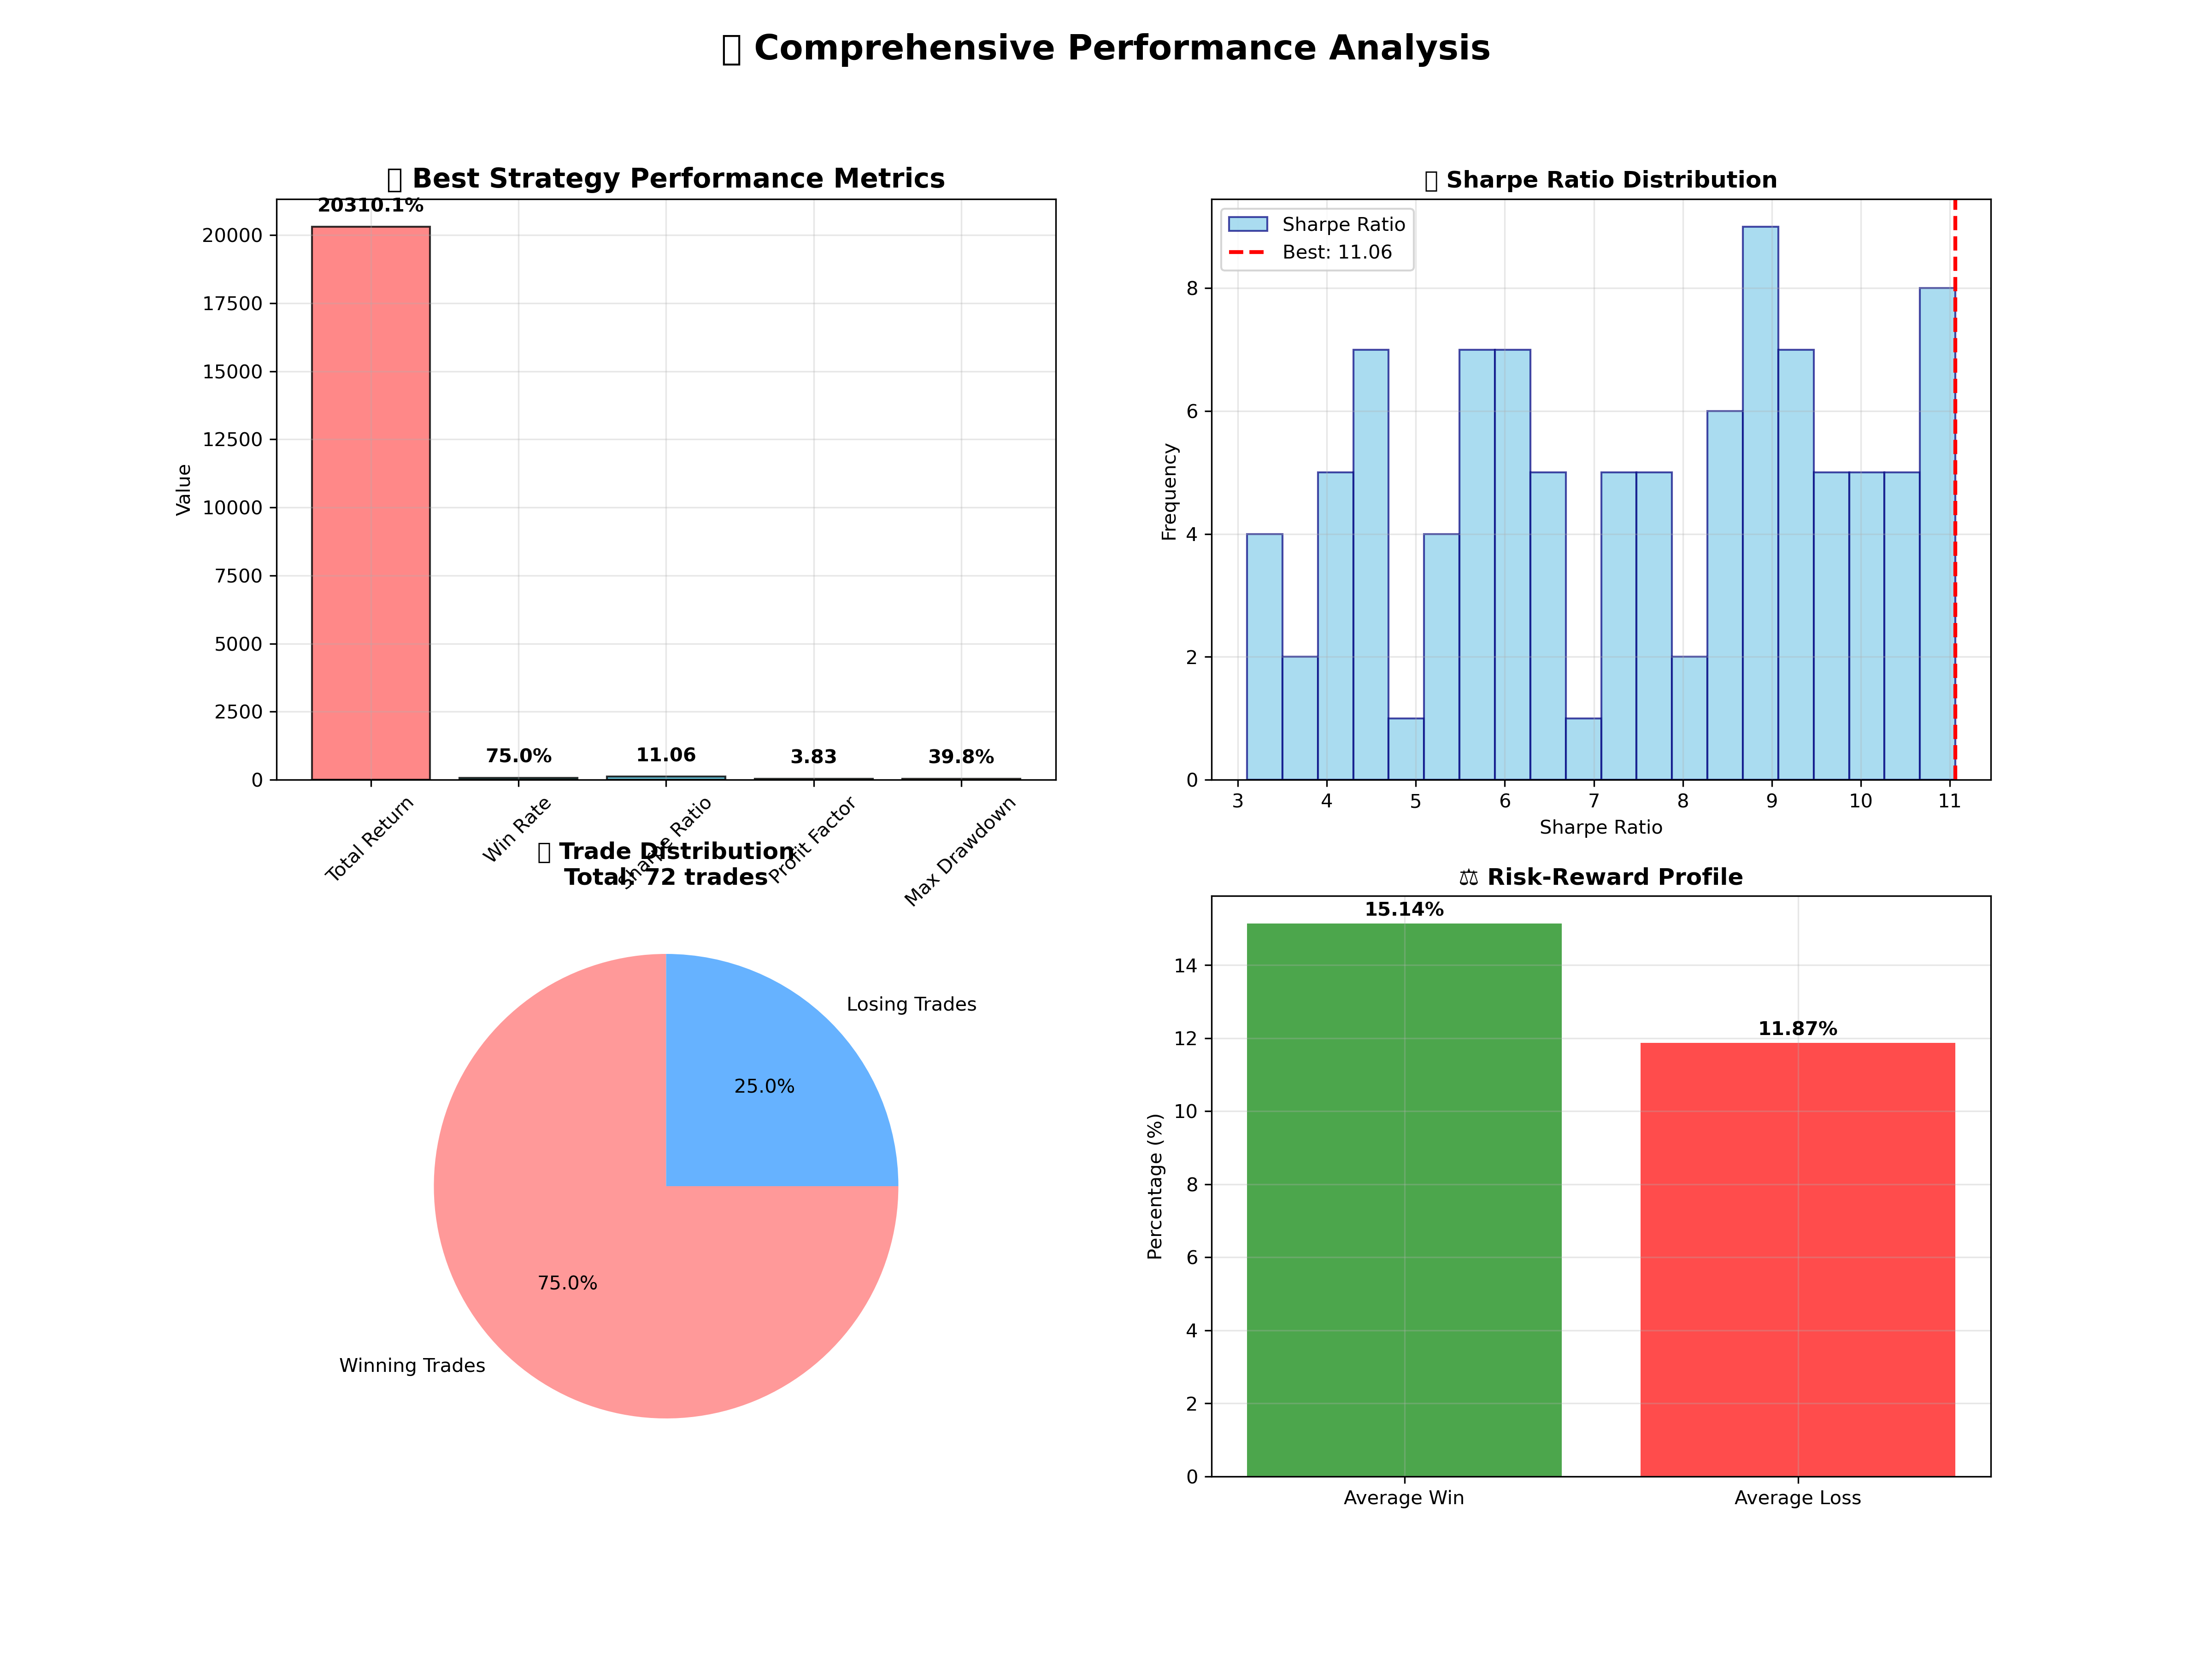 ▯ Comprehensive Performance Analysis
▯ Best Strategy Performance Metrics
20310.1%
20000
17500
15000
12500
10000
7500
5000
2500
0
Value
75.0%
11.06
3.83
39.8%
Total Return
Win Rate
Sharpe Ratio
Profit Factor
Max Drawdown
▯ Sharpe Ratio Distribution
Sharpe Ratio
Best: 11.06
8
6
4
2
0
Frequency
3 4 5 6 7 8 9 10 11
Sharpe Ratio
▯ Trade Distribution
Total: 72 trades
Losing Trades
25.0%
75.0%
Winning Trades
⚖ Risk-Reward Profile
15.14%
11.87%
14
12
10
8
6
4
2
0
Percentage (%)
Average Win
Average Loss